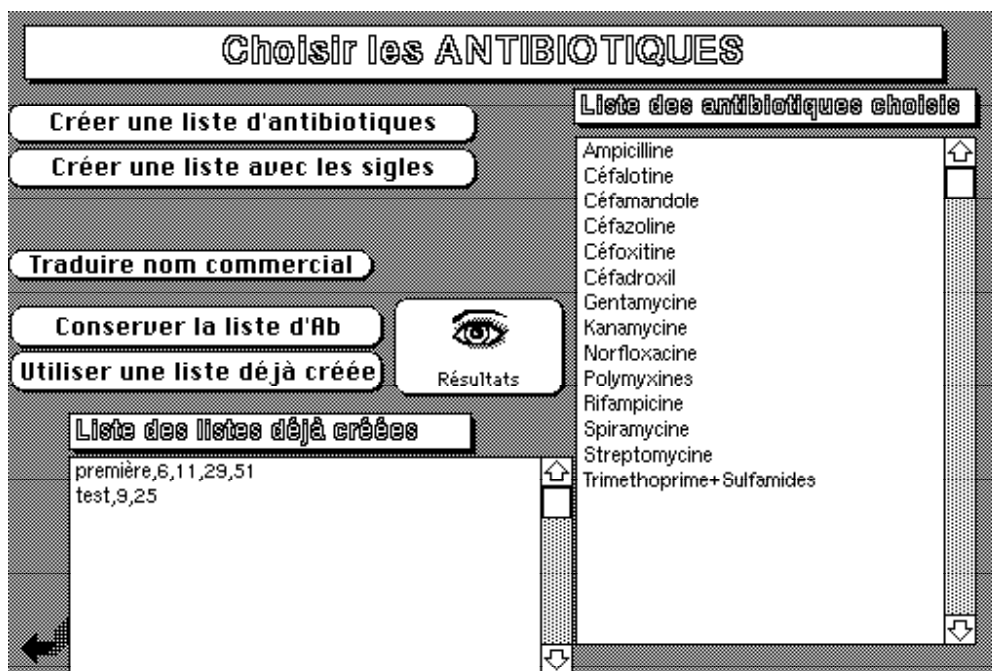 Choisir les ANTIBIOTIQUES
Créer une liste d'antibiotiques
Créer une liste avec les sigles
Traduire nom commercial
Conserver la liste d'Ab
Utiliser une liste déjà créée
Résultats
Liste des listes déjà créées
première,6,11,29,51
test,9,25
Liste des antibiotiques choisis
Ampicilline
Céfalotine
Céfamandole
Céfazoline
Céfoxitine
Céfadroxil
Gentamycine
Kanamycine
Norfloxacine
Polymyxines
Rifampicine
Spiramycine
Streptomycine
Trimethoprime+Sulfamides